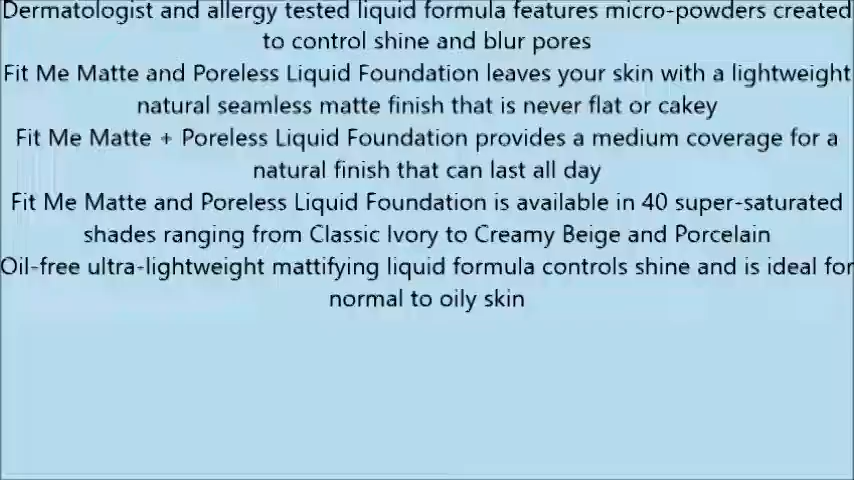 Dermatologist and allergy tested liquid formula features micro-powders created
to control shine and blur pores
Fit Me Matte and Poreless Liquid Foundation leaves your skin with a lightweight
natural seamless matte finish that is never flat or cakey
Fit Me Matte + Poreless Liquid Foundation provides a medium coverage for a
natural finish that can last all day
Fit Me Matte and Poreless Liquid Foundation is available in 40 super-saturated
shades ranging from Classic Ivory to Creamy Beige and Porcelain
Oil-free ultra-lightweight mattifying liquid formula controls shine and is ideal for
normal to oily skin